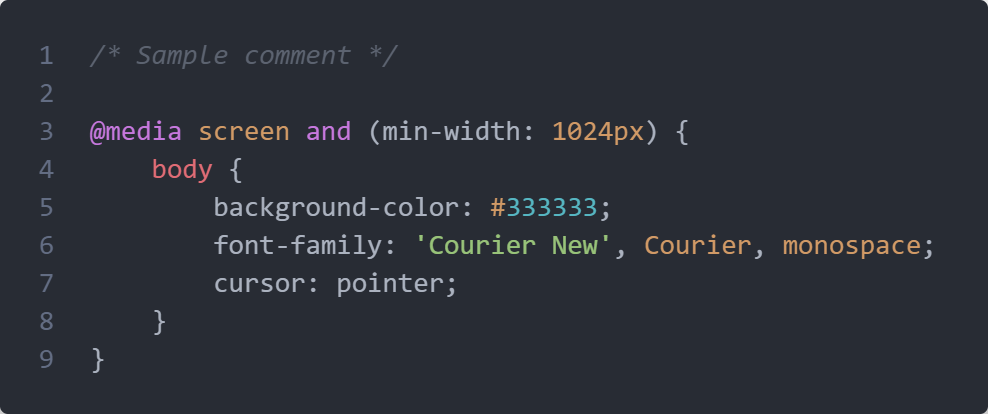 1 /* Sample comment */
2
3 @media screen and (min-width: 1024px) {
4     body {
5         background-color: #333333;
6         font-family: 'Courier New', Courier, monospace;
7         cursor: pointer;
8     }
9 }